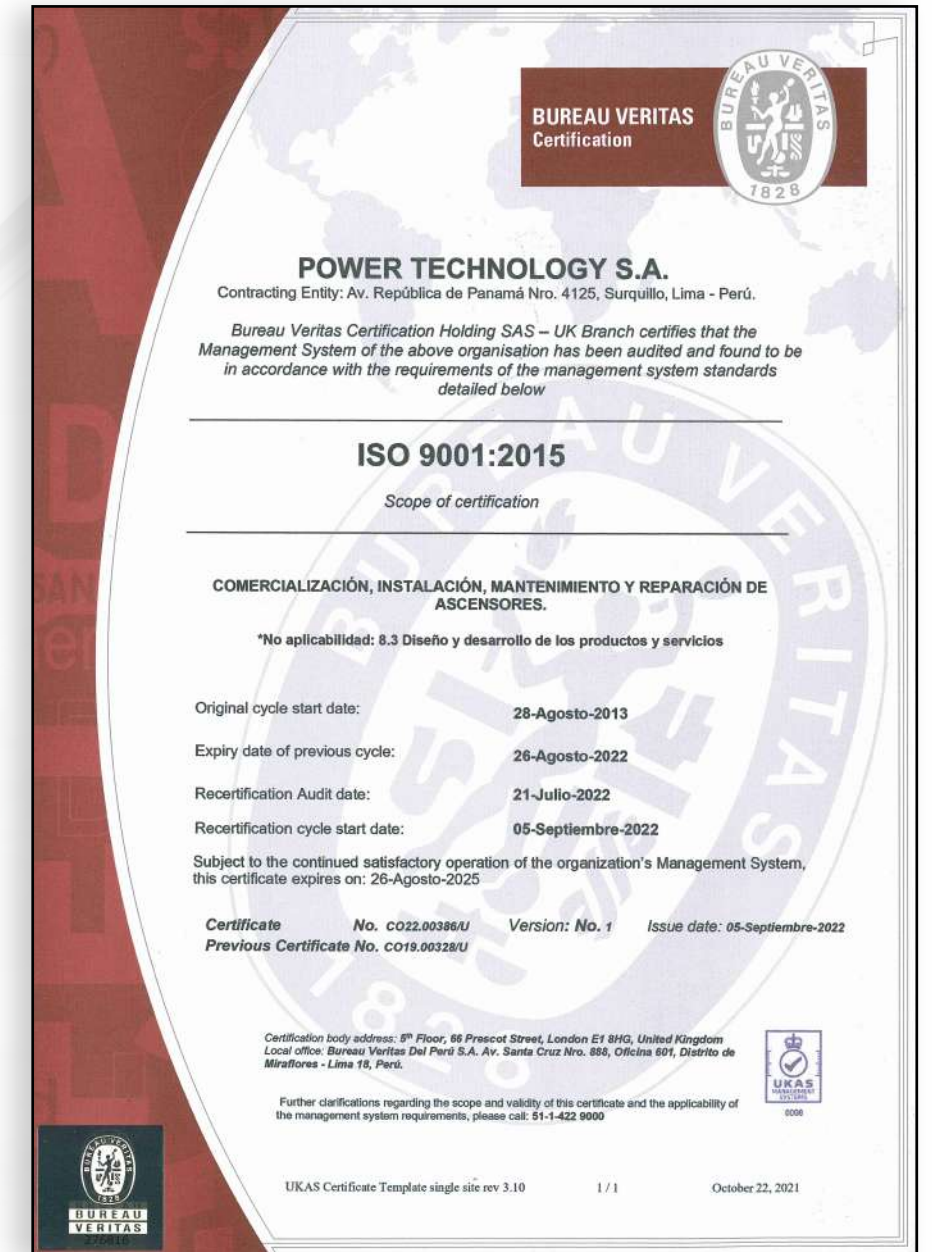 BUREAU VERITAS
Certification
BUREAU VERITAS
1828
POWER TECHNOLOGY S.A.
Contracting Entity: Av. República de Panamá Nro. 4125, Surquillo, Lima - Perú.
Bureau Veritas Certification Holding SAS – UK Branch certifies that the
Management System of the above organisation has been audited and found to be
in accordance with the requirements of the management system standards
detailed below
ISO 9001:2015
Scope of certification
COMERCIALIZACIÓN, INSTALACIÓN, MANTENIMIENTO Y REPARACIÓN DE
ASCENSORES.
*No aplicabilidad: 8.3 Diseño y desarrollo de los productos y servicios
Original cycle start date: 28-Agosto-2013
Expiry date of previous cycle: 26-Agosto-2022
Recertification Audit date: 21-Julio-2022
Recertification cycle start date: 05-Septiembre-2022
Subject to the continued satisfactory operation of the organization's Management System,
this certificate expires on: 26-Agosto-2025
Certificate No. CO22.00386/U Version: No. 1 Issue date: 05-Septiembre-2022
Previous Certificate No. CO19.00328/U
BUREAU VERITAS
1828
Certification body address: 5th Floor, 66 Prescot Street, London E1 8HG, United Kingdom
Local office: Bureau Veritas Del Perú S.A. Av. Santa Cruz Nro. 888, Oficina 601, Distrito de
Miraflores - Lima 18, Perú.
UKAS
MANAGEMENT
SYSTEMS
0008
Further clarifications regarding the scope and validity of this certificate and the applicability of
the management system requirements, please call: 51-1-422 9000
BUREAU VERITAS
1828
BUREAU
VERITAS
276816
UKAS Certificate Template single site rev 3.10 1 / 1 October 22, 2021